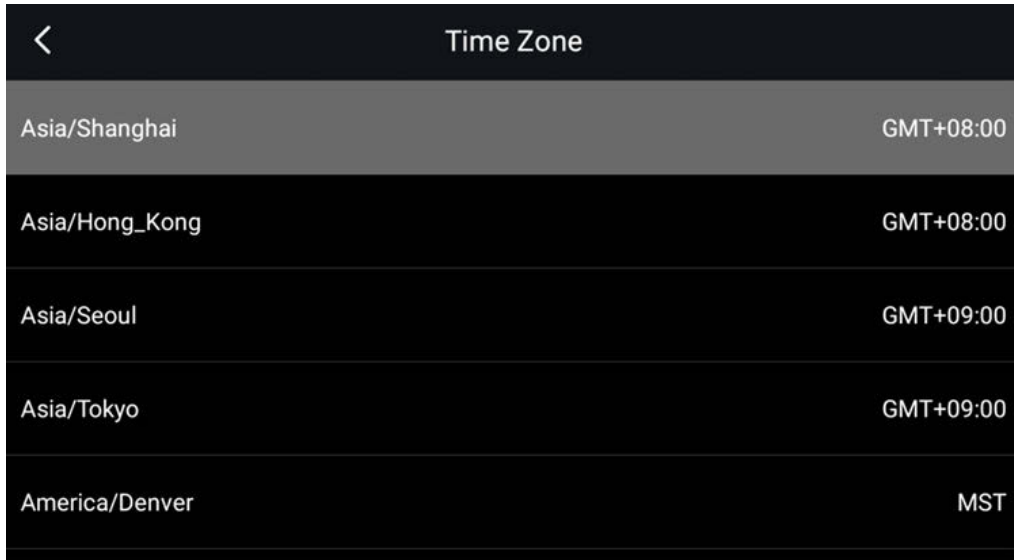 Time Zone
Asia/Shanghai GMT+08:00
Asia/Hong_Kong GMT+08:00
Asia/Seoul GMT+09:00
Asia/Tokyo GMT+09:00
America/Denver MST